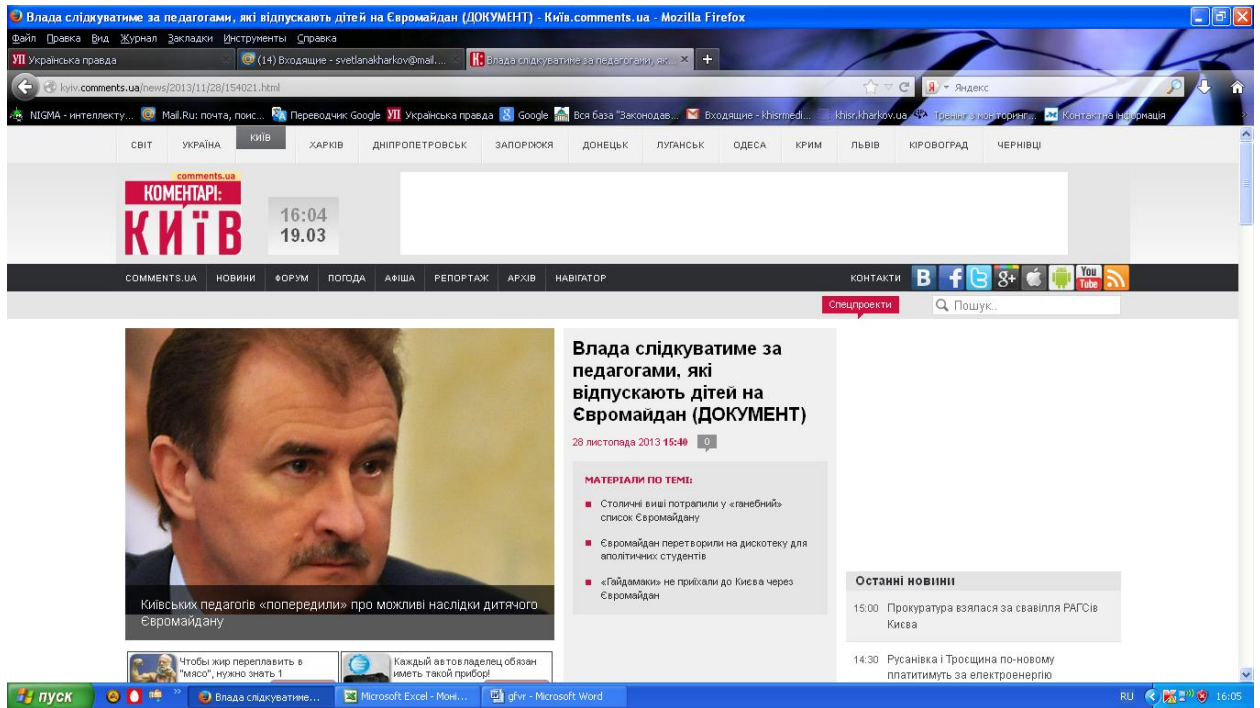 Влада слідкуватиме за педагогами, які відпускають дітей на Євромайдан (ДОКУМЕНТ) - Київ.comments.ua - Mozilla Firefox
Файл Правка Вид Журнал Закладки Инструменты Справка
УП Українська правда
(14) Входящие - svetlanakharkov@mail....
К: Влада слідкуватиме за педагогами, як...
kyiv.comments.ua/news/2013/11/28/154021.html
Я Яндекс
NIGMA - интеллекту... Mail.Ru: почта, поис... Переводчик Google УП Українська правда Google Вся база "Законодав... Входящие - khisrmedi... khisr.kharkov.ua Тренінг з моніторинг... Контактна інформація
СВІТ УКРАЇНА КИЇВ ХАРКІВ ДНІПРОПЕТРОВСЬК ЗАПОРІЖЖЯ ДОНЕЦЬК ЛУГАНСЬК ОДЕСА КРИМ ЛЬВІВ КІРОВОГРАД ЧЕРНІВЦІ
comments.ua
КОМЕНТАРІ:
КИЇВ
16:04
19.03
COMMENTS.UA НОВИНИ ФОРУМ ПОГОДА АФІША РЕПОРТАЖ АРХІВ НАВІГАТОР КОНТАКТИ B f g+ You Tube
Спецпроекти Пошук..
Влада слідкуватиме за
педагогами, які
відпускають дітей на
Євромайдан (ДОКУМЕНТ)
28 листопада 2013 15:40 0
МАТЕРІАЛИ ПО ТЕМІ:
Столичні виші потрапили у «ганебний»
список Євромайдану
Євромайдан перетворили на дискотеку для
аполітичних студентів
«Гайдамаки» не приїхали до Києва через
Євромайдан
Київських педагогів «попередили» про можливі наслідки дитячого
Євромайдану
Останні новини
15:00 Прокуратура взялася за свавілля РАГСів
Києва
14:30 Русанівка і Троєщина по-новому
платитимуть за електроенергію
Чтобы жир переплавить в
"мясо", нужно знать 1
Каждый автовладелец обязан
иметь такой прибор!
пуск Влада слідкуватиме... Microsoft Excel - Моні... gfvr - Microsoft Word RU 16:05